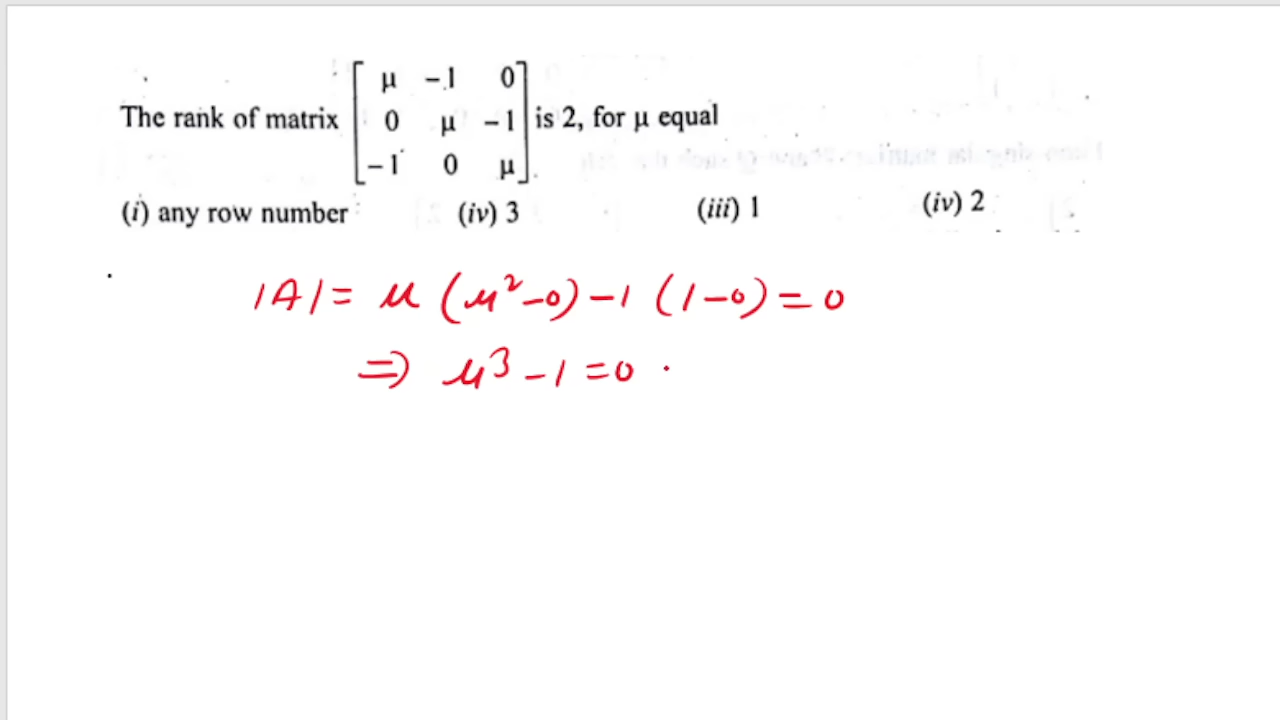 The rank of matrix [ μ -1 0 ] is 2, for μ equal
0 μ -1
-1 0 μ
(i) any row number (iv) 3 (iii) 1 (iv) 2
|A| = μ (μ² - 0) - 1 (1 - 0) = 0
⇒ μ³ - 1 = 0